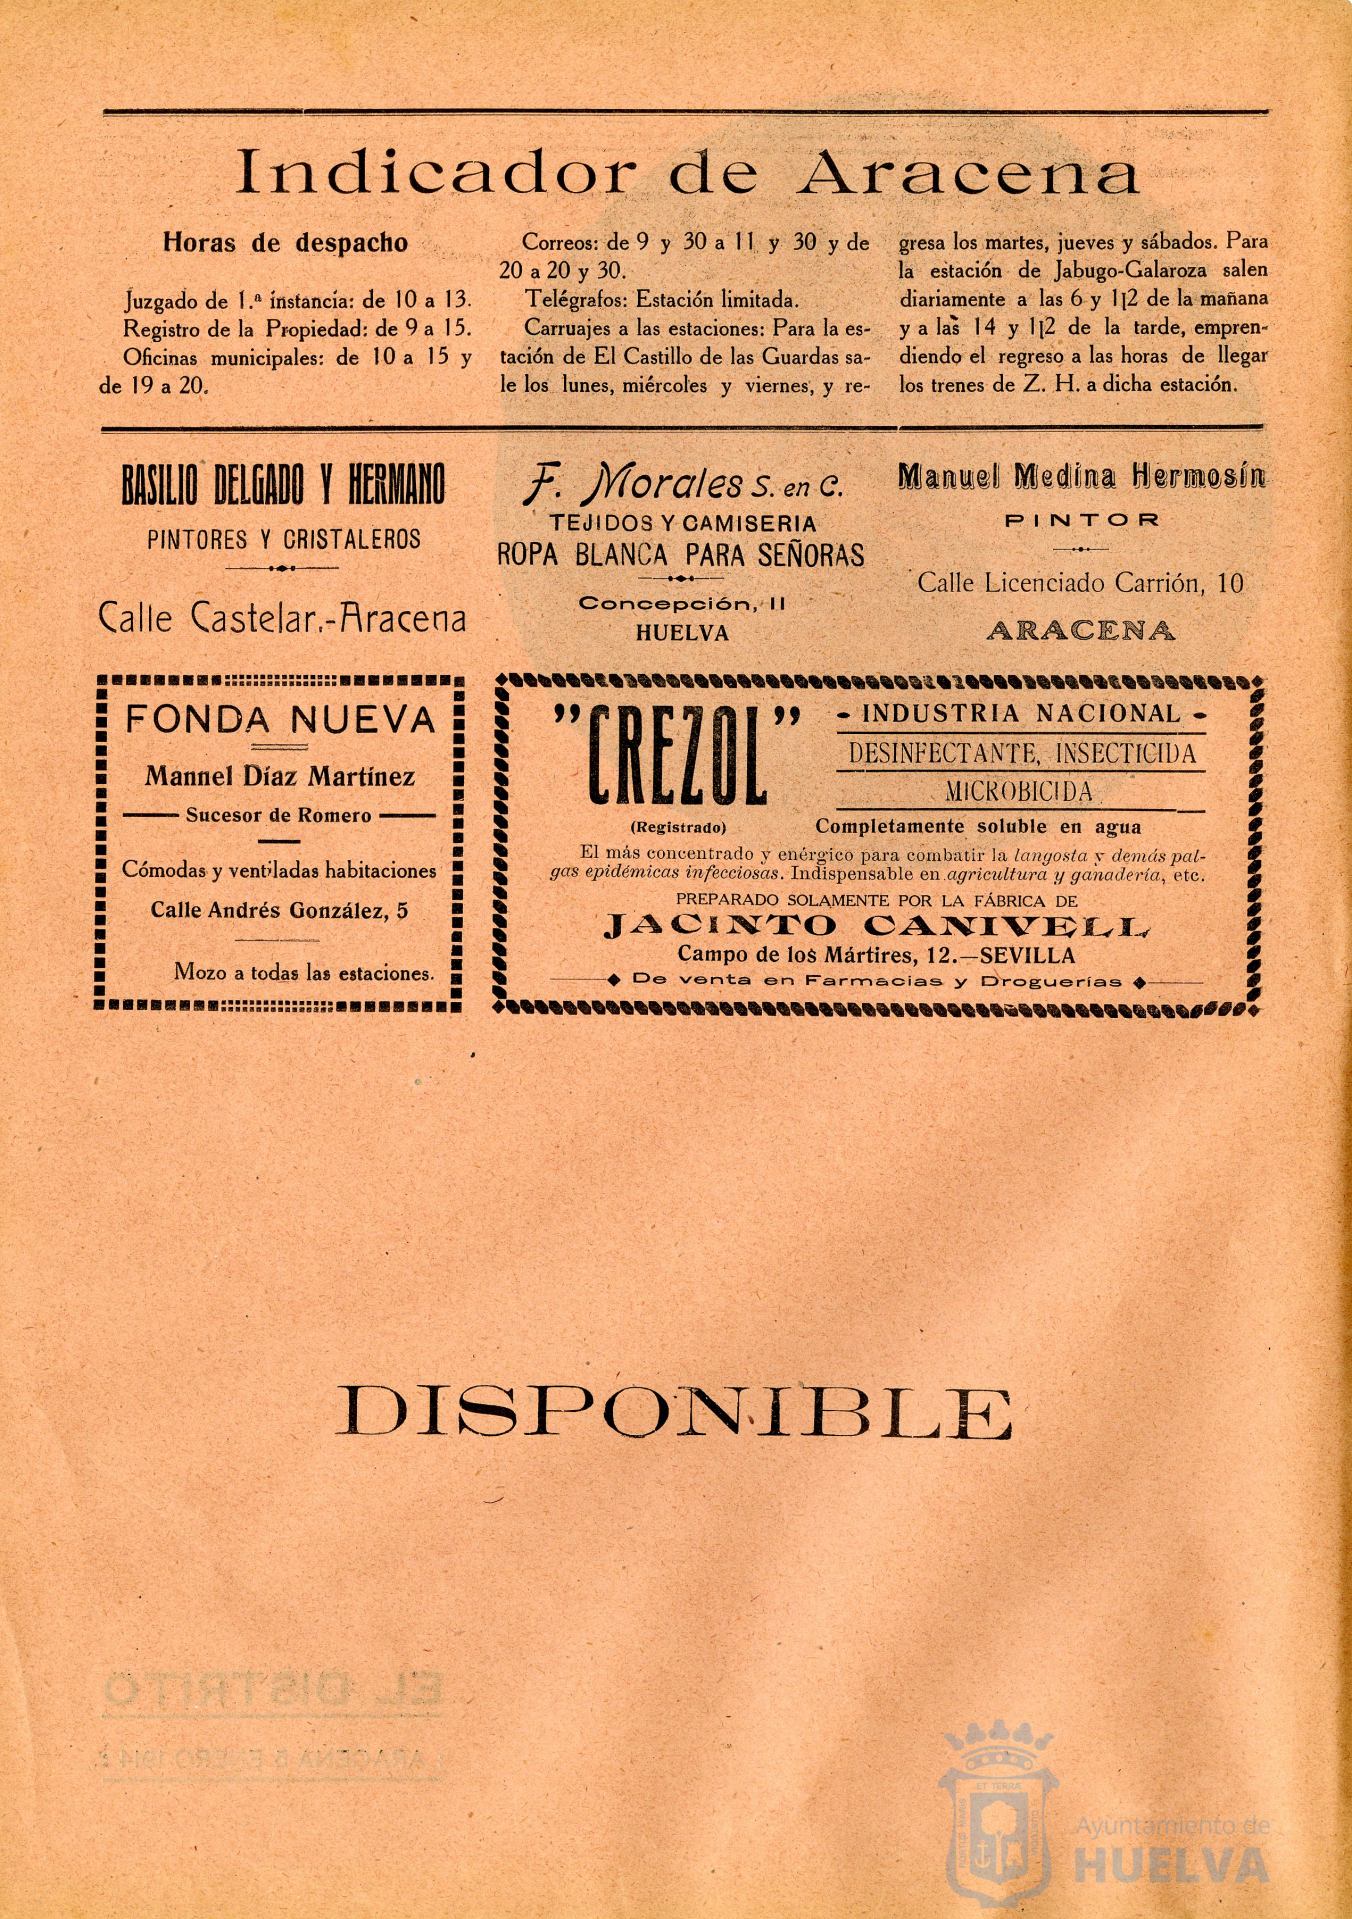 Indicador de Aracena
Horas de despacho
Juzgado de 1.ª instancia: de 10 a 13.
Registro de la Propiedad: de 9 a 15.
Oficinas municipales: de 10 a 15 y
de 19 a 20.
Correos: de 9 y 30 a 11 y 30 y de
20 a 20 y 30.
Telégrafos: Estación limitada.
Carruajes a las estaciones: Para la es-
tación de El Castillo de las Guardas sa-
le los lunes, miércoles y viernes, y re-
gresa los martes, jueves y sábados. Para
la estación de Jabugo-Galaroza salen
diariamente a las 6 y 1¡2 de la mañana
y a las 14 y 1¡2 de la tarde, empren-
diendo el regreso a las horas de llegar
los trenes de Z. H. a dicha estación.
BASILIO DELGADO Y HERMANO
PINTORES Y CRISTALEROS
Calle Castelar.-Aracena
F. Morales S. en C.
TEJIDOS Y CAMISERIA
ROPA BLANCA PARA SEÑORAS
Concepción, 11
HUELVA
Manuel Medina Hermosín
PINTOR
Calle Licenciado Carrión, 10
ARACENA
FONDA NUEVA
Mannel Díaz Martínez
Sucesor de Romero
Cómodas y ventiladas habitaciones
Calle Andrés González, 5
Mozo a todas las estaciones.
"CREZOL"
(Registrado)
- INDUSTRIA NACIONAL -
DESINFECTANTE, INSECTICIDA
MICROBICIDA
Completamente soluble en agua
El más concentrado y enérgico para combatir la langosta y demás pal-
gas epidémicas infecciosas. Indispensable en agricultura y ganadería, etc.
PREPARADO SOLAMENTE POR LA FÁBRICA DE
JACINTO CANIVELL
Campo de los Mártires, 12.—SEVILLA
De venta en Farmacias y Droguerías
DISPONIBLE
EL DISTRITO
ARACENA 5 ENERO 1914
Ayuntamiento de
HUELVA